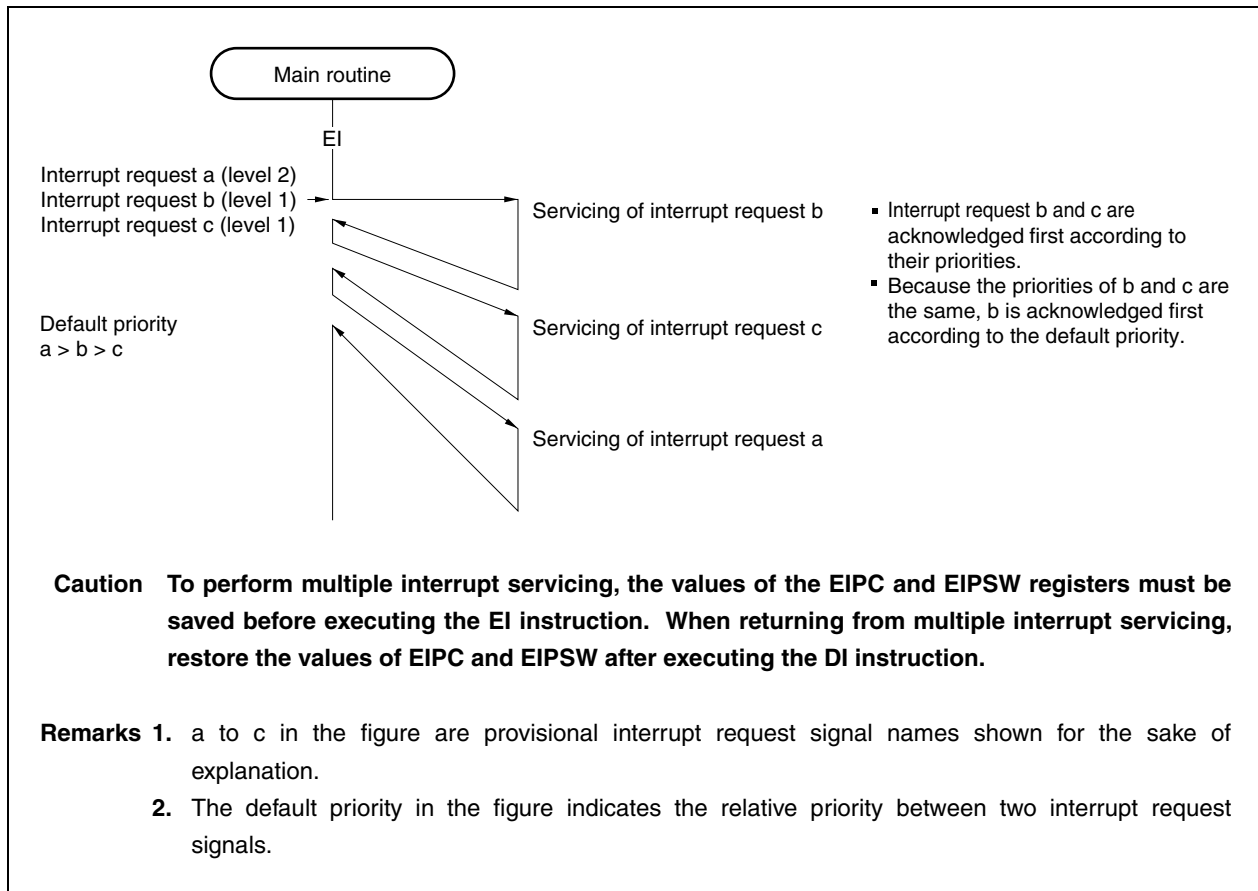 Main routine
EI
Interrupt request a (level 2)
Interrupt request b (level 1)
Interrupt request c (level 1)
Servicing of interrupt request b
▪ Interrupt request b and c are
acknowledged first according to
their priorities.
▪ Because the priorities of b and c are
the same, b is acknowledged first
according to the default priority.
Default priority
a > b > c
Servicing of interrupt request c
Servicing of interrupt request a
Caution To perform multiple interrupt servicing, the values of the EIPC and EIPSW registers must be
saved before executing the EI instruction. When returning from multiple interrupt servicing,
restore the values of EIPC and EIPSW after executing the DI instruction.
Remarks 1. a to c in the figure are provisional interrupt request signal names shown for the sake of
explanation.
2. The default priority in the figure indicates the relative priority between two interrupt request
signals.